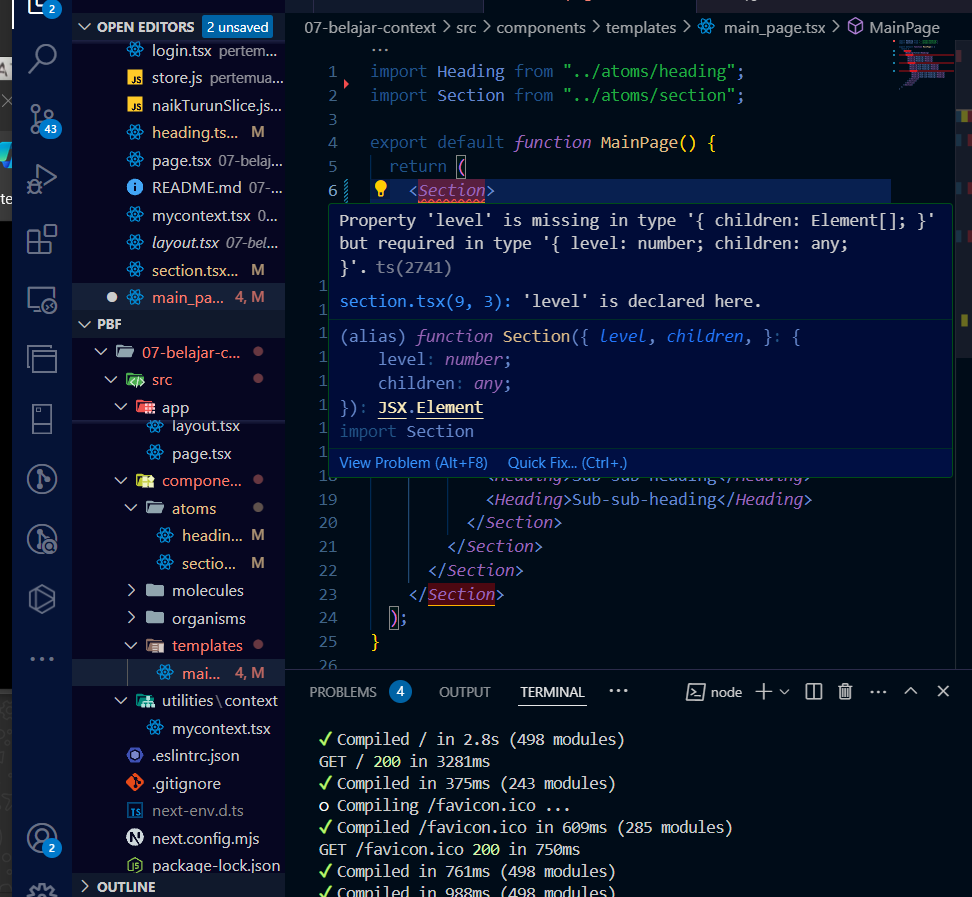 2
OPEN EDITORS 2 unsaved
login.tsx pertem...
store.js pertemua...
naikTurunSlice.js...
43
heading.ts... M
page.tsx 07-belaj...
README.md 07-...
mycontext.tsx 0...
layout.tsx 07-bel...
section.tsx... M
main_pa... 4, M
PBF
07-belajar-c...
src
app
layout.tsx
page.tsx
compone...
atoms
headin... M
sectio... M
molecules
organisms
templates
mai... 4, M
utilities\context
mycontext.tsx
.eslintrc.json
.gitignore
next-env.d.ts
next.config.mjs
package-lock.json
2
OUTLINE
07-belajar-context > src > components > templates > main_page.tsx > MainPage
...
1 import Heading from "../atoms/heading";
2 import Section from "../atoms/section";
3
4 export default function MainPage() {
5 return (
6 <Section>
Property 'level' is missing in type '{ children: Element[]; }'
but required in type '{ level: number; children: any;
}'. ts(2741)
section.tsx(9, 3): 'level' is declared here.
(alias) function Section({ level, children, }: {
level: number;
children: any;
}): JSX.Element
import Section
View Problem (Alt+F8) Quick Fix... (Ctrl+.)
18 <Heading>Sub-sub-heading</Heading>
19 <Heading>Sub-sub-heading</Heading>
20 </Section>
21 </Section>
22 </Section>
23 </Section>
24 );
25 }
26
PROBLEMS 4 OUTPUT TERMINAL ... node
✓ Compiled / in 2.8s (498 modules)
GET / 200 in 3281ms
✓ Compiled in 375ms (243 modules)
○ Compiling /favicon.ico ...
✓ Compiled /favicon.ico in 609ms (285 modules)
GET /favicon.ico 200 in 750ms
✓ Compiled in 761ms (498 modules)
✓ Compiled in 988ms (498 modules)